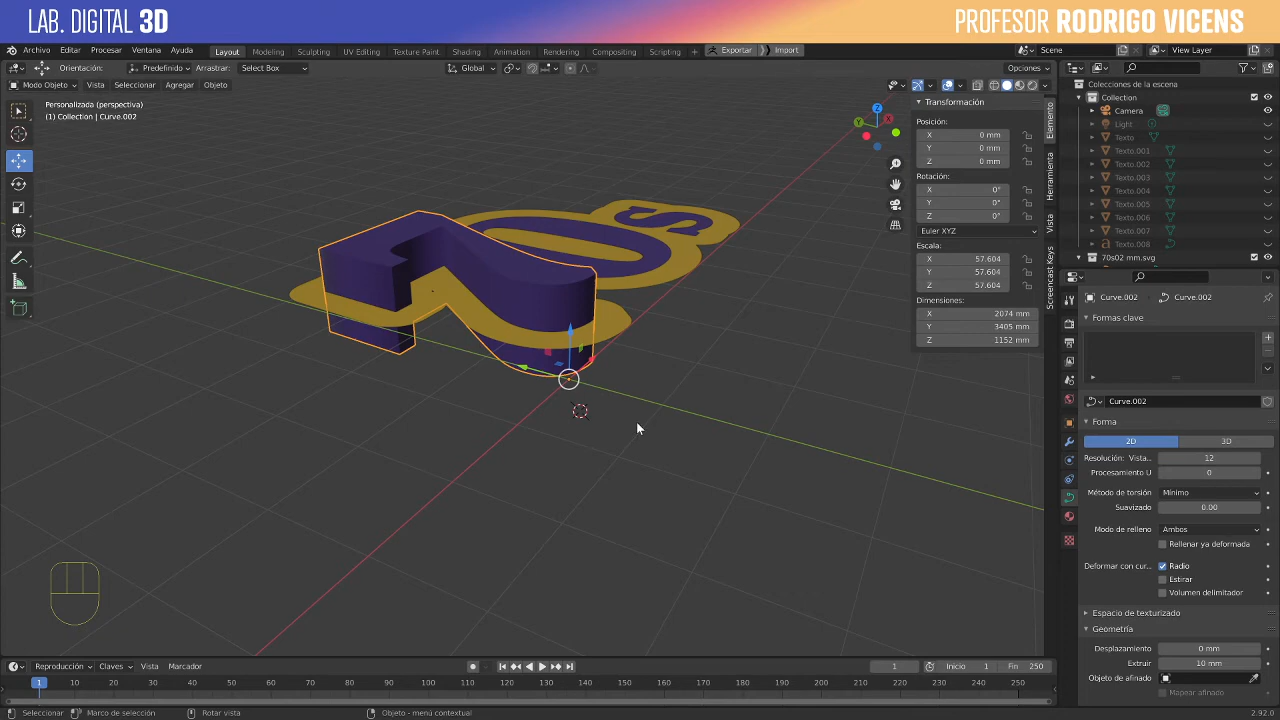 LAB. DIGITAL 3D
PROFESOR RODRIGO VICENS
Archivo Editar Procesar Ventana Ayuda
Layout Modeling Sculpting UV Editing Texture Paint Shading Animation Rendering Compositing Scripting + Exportar Import
Scene View Layer
Orientación: Predefinido Arrastrar: Select Box Global Opciones
Modo Objeto Vista Seleccionar Agregar Objeto
Personalizada (perspectiva)
(1) Collection | Curve.002
Z
Y
X
Transformación
Posición:
X 0 mm
Y 0 mm
Z 0 mm
Rotación:
X 0°
Y 0°
Z 0°
Euler XYZ
Escala:
X 57.604
Y 57.604
Z 57.604
Dimensiones:
X 2074 mm
Y 3405 mm
Z 1152 mm
Elemento
Herramienta
Vista
Screencast Keys
Colecciones de la escena
Collection
Camera
Light
Texto
Texto.001
Texto.002
Texto.003
Texto.004
Texto.005
Texto.006
Texto.007
Texto.008
70s02 mm.svg
Curve.002 Curve.002
Formas clave
Curve.002
Forma
2D 3D
Resolución: Vista... 12
Procesamiento U 0
Método de torsión Mínimo
Suavizado 0.00
Modo de relleno Ambos
Rellenar ya deformada
Deformar con cur... Radio
Estirar
Volumen delimitador
Espacio de texturizado
Geometría
Desplazamiento 0 mm
Extruir 10 mm
Objeto de afinado
Mapear afinado
Reproducción Claves Vista Marcador 1 Inicio 1 Fin 250
1 10 20 30 40 50 60 70 80 90 100 110 120 130 140 150 160 170 180 190 200 210 220 230 240 250
Seleccionar Marco de selección Rotar vista Objeto - menú contextual 2.92.0